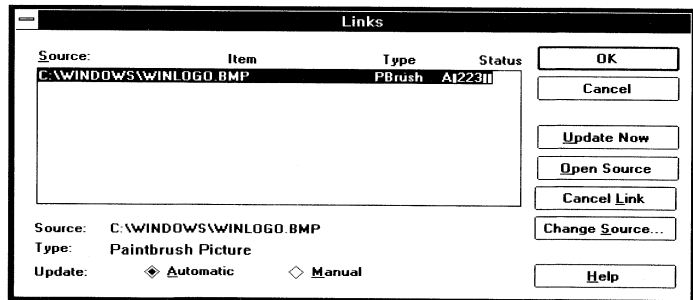 Links
Source: Item Type Status
C:\WINDOWS\WINLOGO.BMP PBrush
OK
Cancel
Update Now
Open Source
Cancel Link
Change Source...
Help
Source: C:\WINDOWS\WINLOGO.BMP
Type: Paintbrush Picture
Update: Automatic Manual